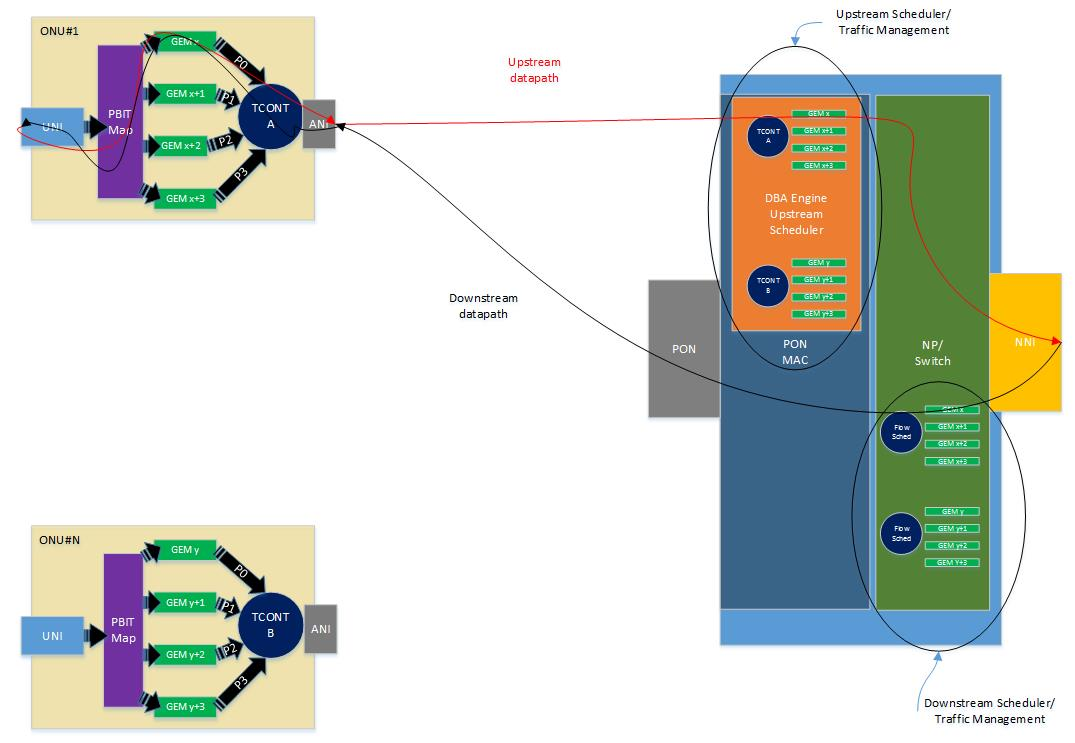 ONU#1
UNI
PBIT
Map
GEM x
GEM x+1
GEM x+2
GEM x+3
P0
P1
P2
P3
TCONT
A
ANI
Upstream
datapath
Downstream
datapath
ONU#N
UNI
PBIT
Map
GEM y
GEM y+1
GEM y+2
GEM y+3
P0
P1
P2
P3
TCONT
B
ANI
Upstream Scheduler/
Traffic Management
TCONT
A
GEM x
GEM x+1
GEM x+2
GEM x+3
DBA Engine
Upstream
Scheduler
TCONT
B
GEM y
GEM y+1
GEM y+2
GEM y+3
PON
PON
MAC
NP/
Switch
NNI
Flow
Sched
GEM x
GEM x+1
GEM x+2
GEM x+3
Flow
Sched
GEM y
GEM y+1
GEM y+2
GEM Y+3
Downstream Scheduler/
Traffic Management